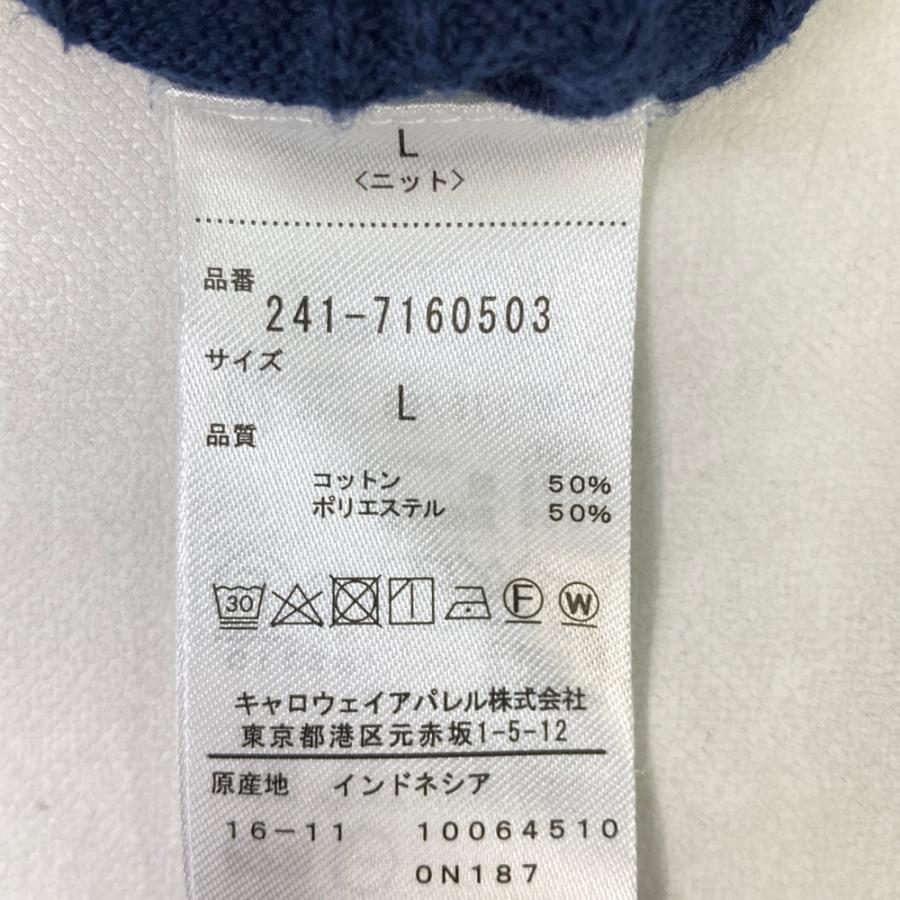 L
〈ニット〉
品番
241-7160503
サイズ
L
品質
コットン 50%
ポリエステル 50%
30 F W
キャロウェイアパレル株式会社
東京都港区元赤坂1-5-12
原産地 インドネシア
16-11 10064510
0N187